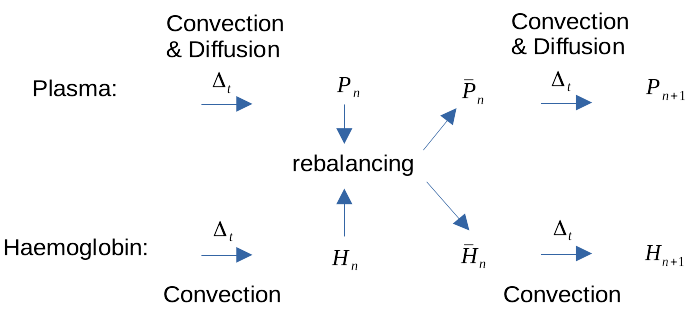 Convection
& Diffusion
Convection
& Diffusion
Plasma:
Δt
Pn
P̄n
Δt
Pn+1
rebalancing
Haemoglobin:
Δt
Hn
H̄n
Δt
Hn+1
Convection
Convection